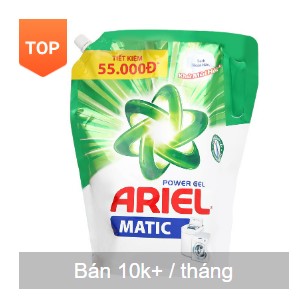 TOP
TIẾT KIỆM
55.000Đ
POWER GEL
ARIEL
MATIC
Bán 10k+ / tháng